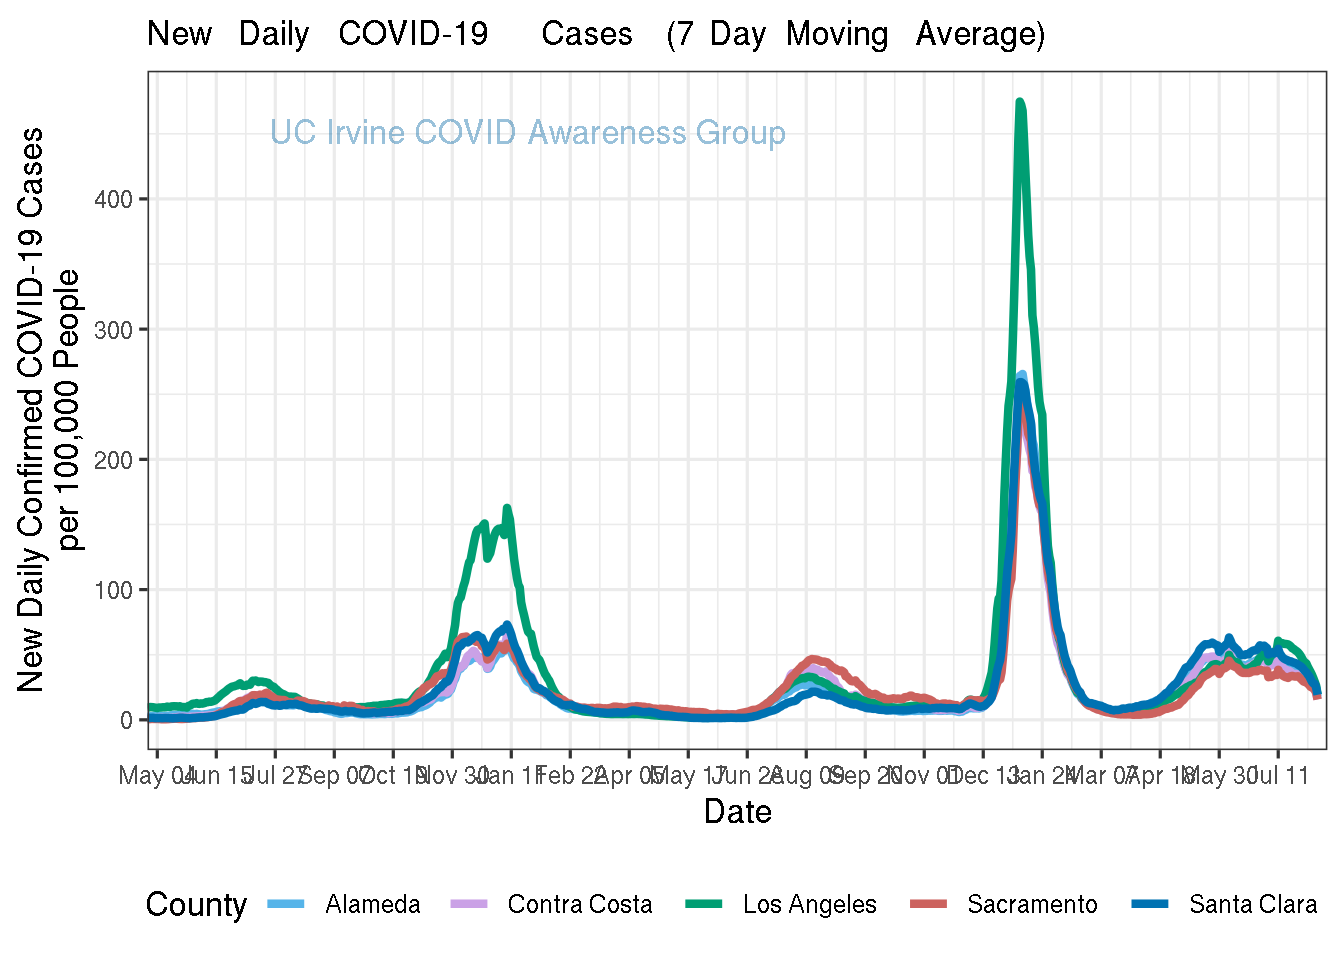 New Daily COVID-19 Cases (7 Day Moving Average)
UC Irvine COVID Awareness Group
New Daily Confirmed COVID-19 Cases
per 100,000 People
400
300
200
100
0
May 04 Jun 15 Jul 27 Sep 07 Oct 19 Nov 30 Jan 11 Feb 22 Apr 05 May 17 Jun 28 Aug 09 Sep 20 Nov 01 Dec 13 Jan 24 Mar 07 Apr 18 May 30 Jul 11
Date
County Alameda Contra Costa Los Angeles Sacramento Santa Clara